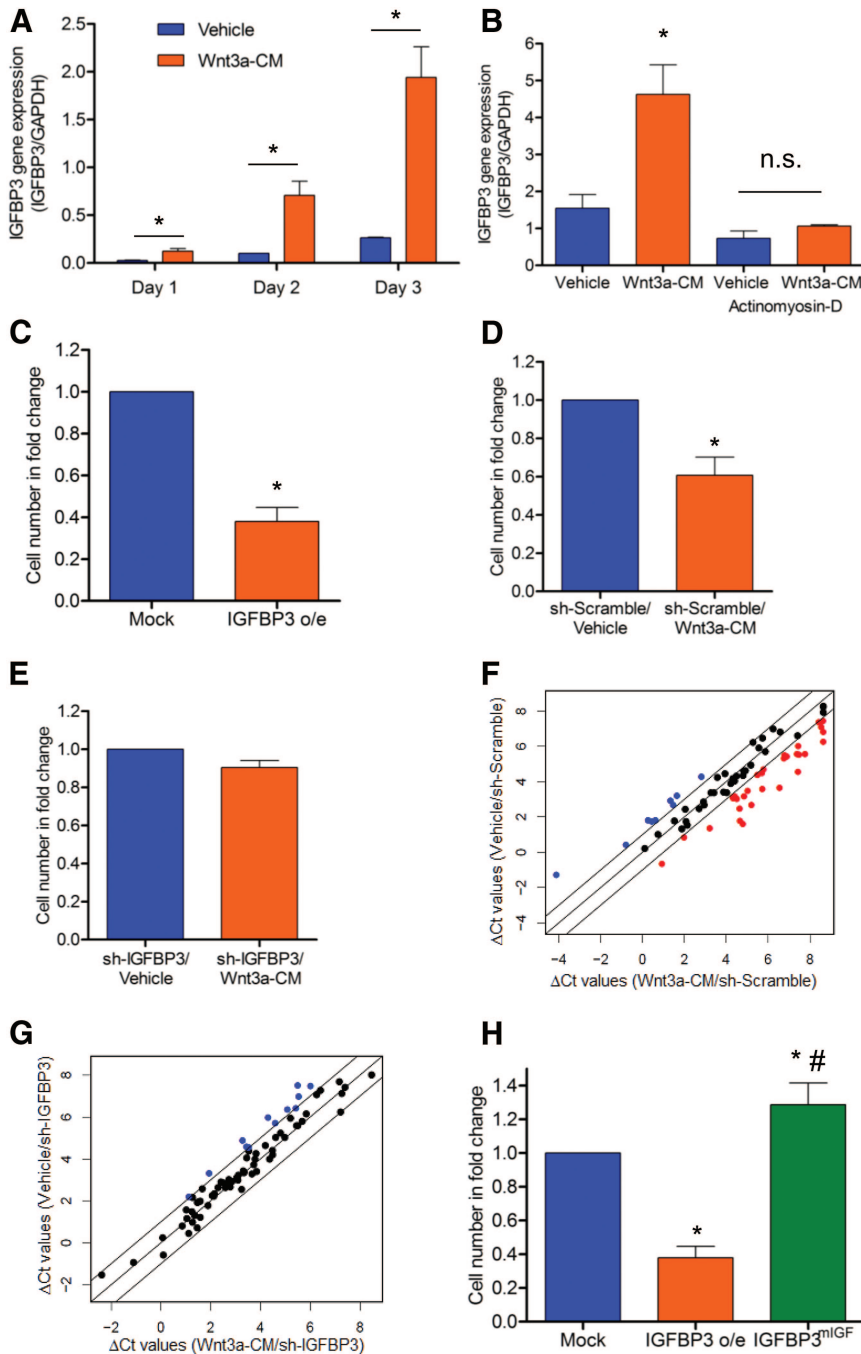 A
IGFBP3 gene expression
(IGFBP3/GAPDH)
2.5
2.0
1.5
1.0
0.5
0.0
Vehicle
Wnt3a-CM
*
*
*
Day 1 Day 2 Day 3
B
IGFBP3 gene expression
(IGFBP3/GAPDH)
6
5
4
3
2
1
0
*
n.s.
Vehicle Wnt3a-CM Vehicle Wnt3a-CM
Actinomyosin-D
C
Cell number in fold change
1.2
1.0
0.8
0.6
0.4
0.2
0.0
*
Mock IGFBP3 o/e
D
Cell number in fold change
1.2
1.0
0.8
0.6
0.4
0.2
0.0
*
sh-Scramble/ sh-Scramble/
Vehicle Wnt3a-CM
E
Cell number in fold change
1.2
1.0
0.8
0.6
0.4
0.2
0.0
sh-IGFBP3/ sh-IGFBP3/
Vehicle Wnt3a-CM
F
ΔCt values (Vehicle/sh-Scramble)
8
6
4
2
0
−2
−4
−4 −2 0 2 4 6 8
ΔCt values (Wnt3a-CM/sh-Scramble)
G
ΔCt values (Vehicle/sh-IGFBP3)
8
6
4
2
0
−2
−2 0 2 4 6 8
ΔCt values (Wnt3a-CM/sh-IGFBP3)
H
Cell number in fold change
1.4
1.2
1.0
0.8
0.6
0.4
0.2
0.0
*
* #
Mock IGFBP3 o/e IGFBP3mIGF